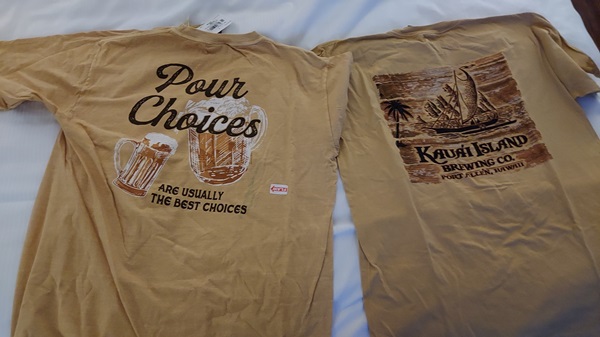 Pour
Choices
ARE USUALLY
THE BEST CHOICES
KAUAI ISLAND
BREWING CO.
PORT ALLEN, HAWAII